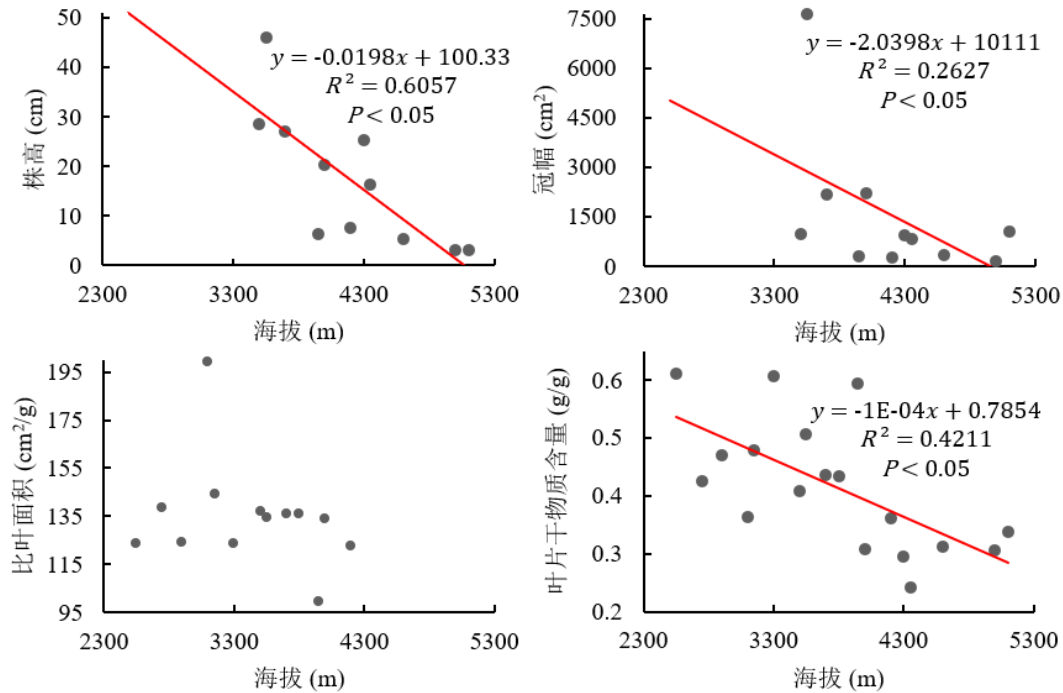 50
40
30
20
10
0
株高 (cm)
y = -0.0198x + 100.33
R² = 0.6057
P < 0.05
2300 3300 4300 5300
海拔 (m)
7500
6000
4500
3000
1500
0
冠幅 (cm²)
y = -2.0398x + 10111
R² = 0.2627
P < 0.05
2300 3300 4300 5300
海拔 (m)
195
175
155
135
115
95
比叶面积 (cm²/g)
2300 3300 4300 5300
海拔 (m)
0.6
0.5
0.4
0.3
0.2
叶片干物质含量 (g/g)
y = -1E-04x + 0.7854
R² = 0.4211
P < 0.05
2300 3300 4300 5300
海拔 (m)